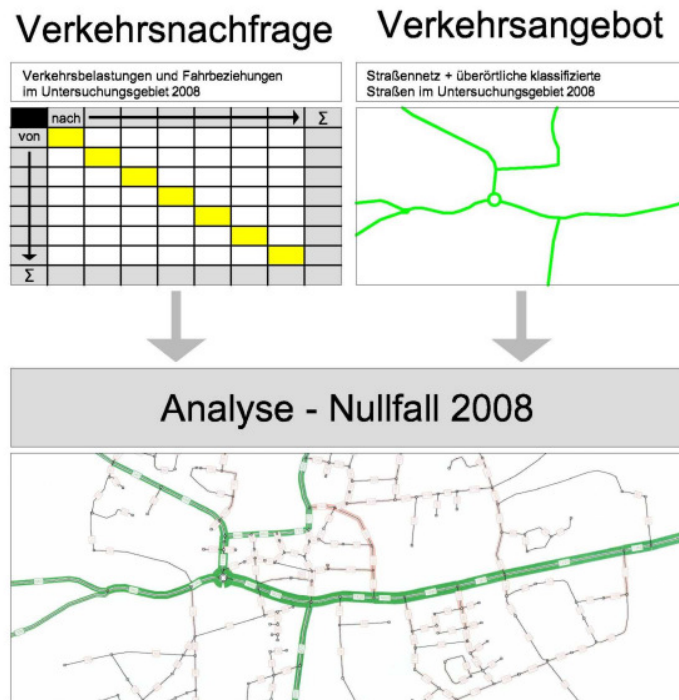 Verkehrsnachfrage
Verkehrsbelastungen und Fahrbeziehungen
im Untersuchungsgebiet 2008
nach Σ
von
Σ
Verkehrsangebot
Straßennetz + überörtliche klassifizierte
Straßen im Untersuchungsgebiet 2008
Analyse - Nullfall 2008